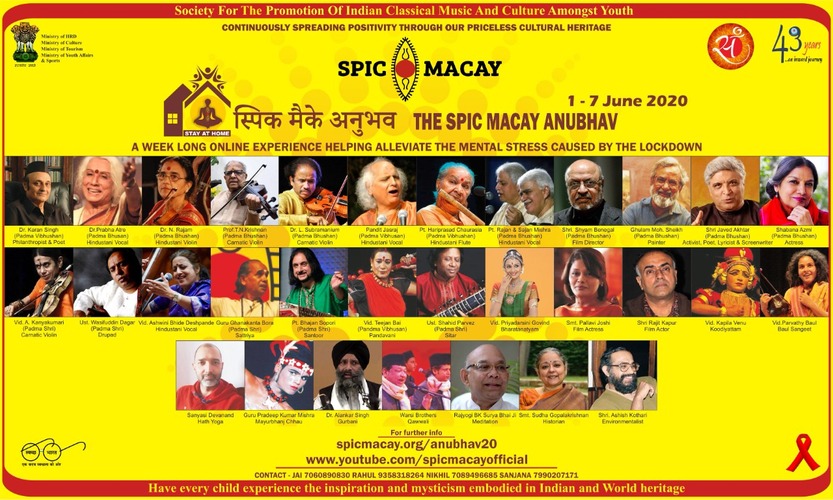 Society For The Promotion Of Indian Classical Music And Culture Amongst Youth
CONTINUOUSLY SPREADING POSITIVITY THROUGH OUR PRICELESS CULTURAL HERITAGE
Ministry of HRD
Ministry of Culture
Ministry of Tourism
Ministry of Youth Affairs
& Sports
SPIC MACAY
43 years
...an inward journey
1 - 7 June 2020
STAY AT HOME
स्पिक मैके अनुभव THE SPIC MACAY ANUBHAV
A WEEK LONG ONLINE EXPERIENCE HELPING ALLEVIATE THE MENTAL STRESS CAUSED BY THE LOCKDOWN
Dr. Karan Singh
(Padma Vibhushan)
Philanthropist & Poet
Dr.Prabha Atre
(Padma Bhusan)
Hindustani Vocal
Dr. N. Rajam
(Padma Bhushan)
Hindustani Violin
Prof.T.N.Krishnan
(Padma Bhushan)
Carnatic Violin
Dr. L. Subramanium
(Padma Bhushan)
Carnatic Violin
Pandit Jasraj
(Padma Vibhushan)
Hindustani Vocal
Pt. Hariprasad Chaurasia
(Padma Vibhushan)
Hindustani Flute
Pt. Rajan & Sajan Mishra
(Padma Bhushan)
Hindustani Vocal
Shri. Shyam Benegal
(Padma Bhushan)
Film Director
Ghulam Moh. Sheikh
(Padma Bhushan)
Painter
Shri Javed Akhtar
(Padma Bhushan)
Activist, Poet, Lyricist & Screenwriter
Shabana Azmi
(Padma Bhushan)
Actress
Vid. A. Kanyakumari
(Padma Shri)
Carnatic Violin
Ust. Wasifuddin Dagar
(Padma Shri)
Drupad
Vid. Ashwini Bhide Deshpande
Hindustani Vocal
Guru Ghanakanta Bora
(Padma Shri)
Sattriya
Pt. Bhajan Sopori
(Padma Shri)
Santoor
Vid. Teejan Bai
(Padma Vibhushan)
Pandavani
Ust. Shahid Parvez
(Padma Shri)
Sitar
Vid. Priyadarsini Govind
Bharatanatyam
Smt. Pallavi Joshi
Film Actress
Shri Rajit Kapur
Film Actor
Vid. Kapila Venu
Koodiyattam
Vid.Parvathy Baul
Baul Sangeet
Sanyasi Devanand
Hath Yoga
Guru Pradeep Kumar Mishra
Mayurbhanj Chhau
Dr. Alankar Singh
Gurbani
Warsi Brothers
Qawwali
Rajyogi BK Surya Bhai Ji
Meditation
Smt. Sudha Gopalakrishnan
Historian
Shri. Ashish Kothari
Environmentalist
For further info
spicmacay.org/anubhav20
www.youtube.com/spicmacayofficial
CONTACT - JAI 7060890830 RAHUL 9358318264 NIKHIL 7089496685 SANJANA 7990207171
स्वच्छ भारत
एक कदम स्वच्छता की ओर
Have every child experience the inspiration and mysticism embodied in Indian and World heritage